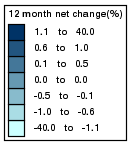 12 month net change(%)
1.1 to 40.0
0.6 to 1.0
0.1 to 0.5
0.0 to 0.0
-0.5 to -0.1
-1.0 to -0.6
-40.0 to -1.1